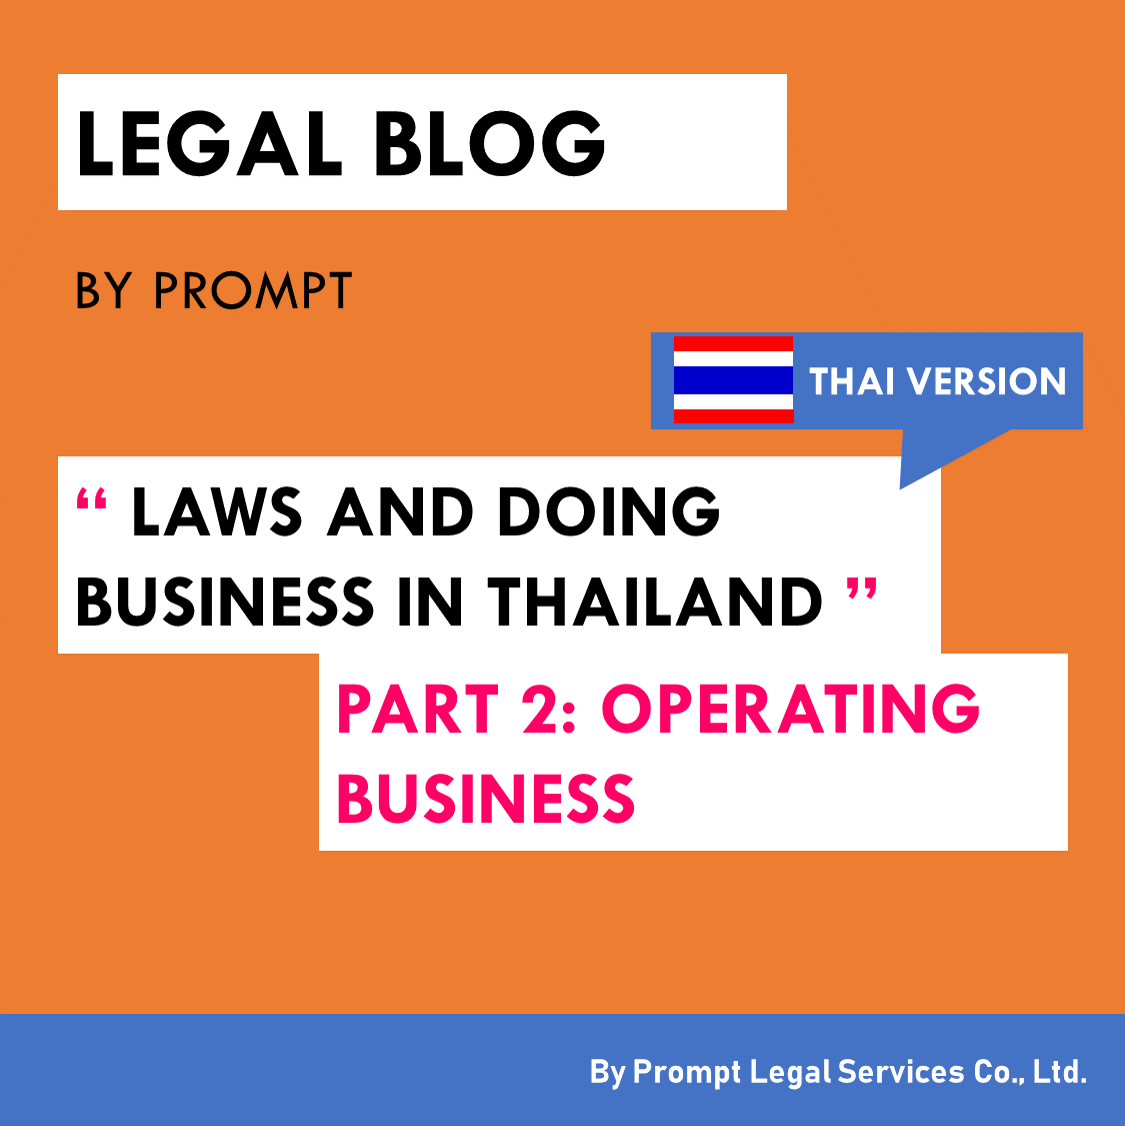 LEGAL BLOG
BY PROMPT
THAI VERSION
“ LAWS AND DOING
BUSINESS IN THAILAND ”
PART 2: OPERATING
BUSINESS
By Prompt Legal Services Co., Ltd.